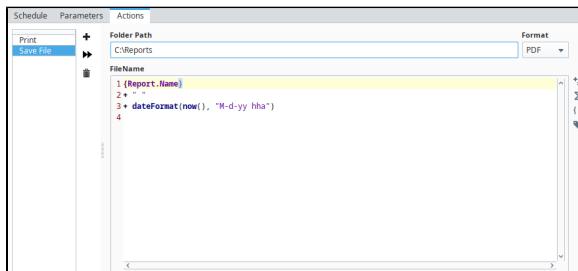 Schedule Parameters Actions
Print
Save File
Folder Path Format
C:\Reports PDF
FileName
1 {Report.Name}
2 + " "
3 + dateFormat(now(), "M-d-yy hha")
4